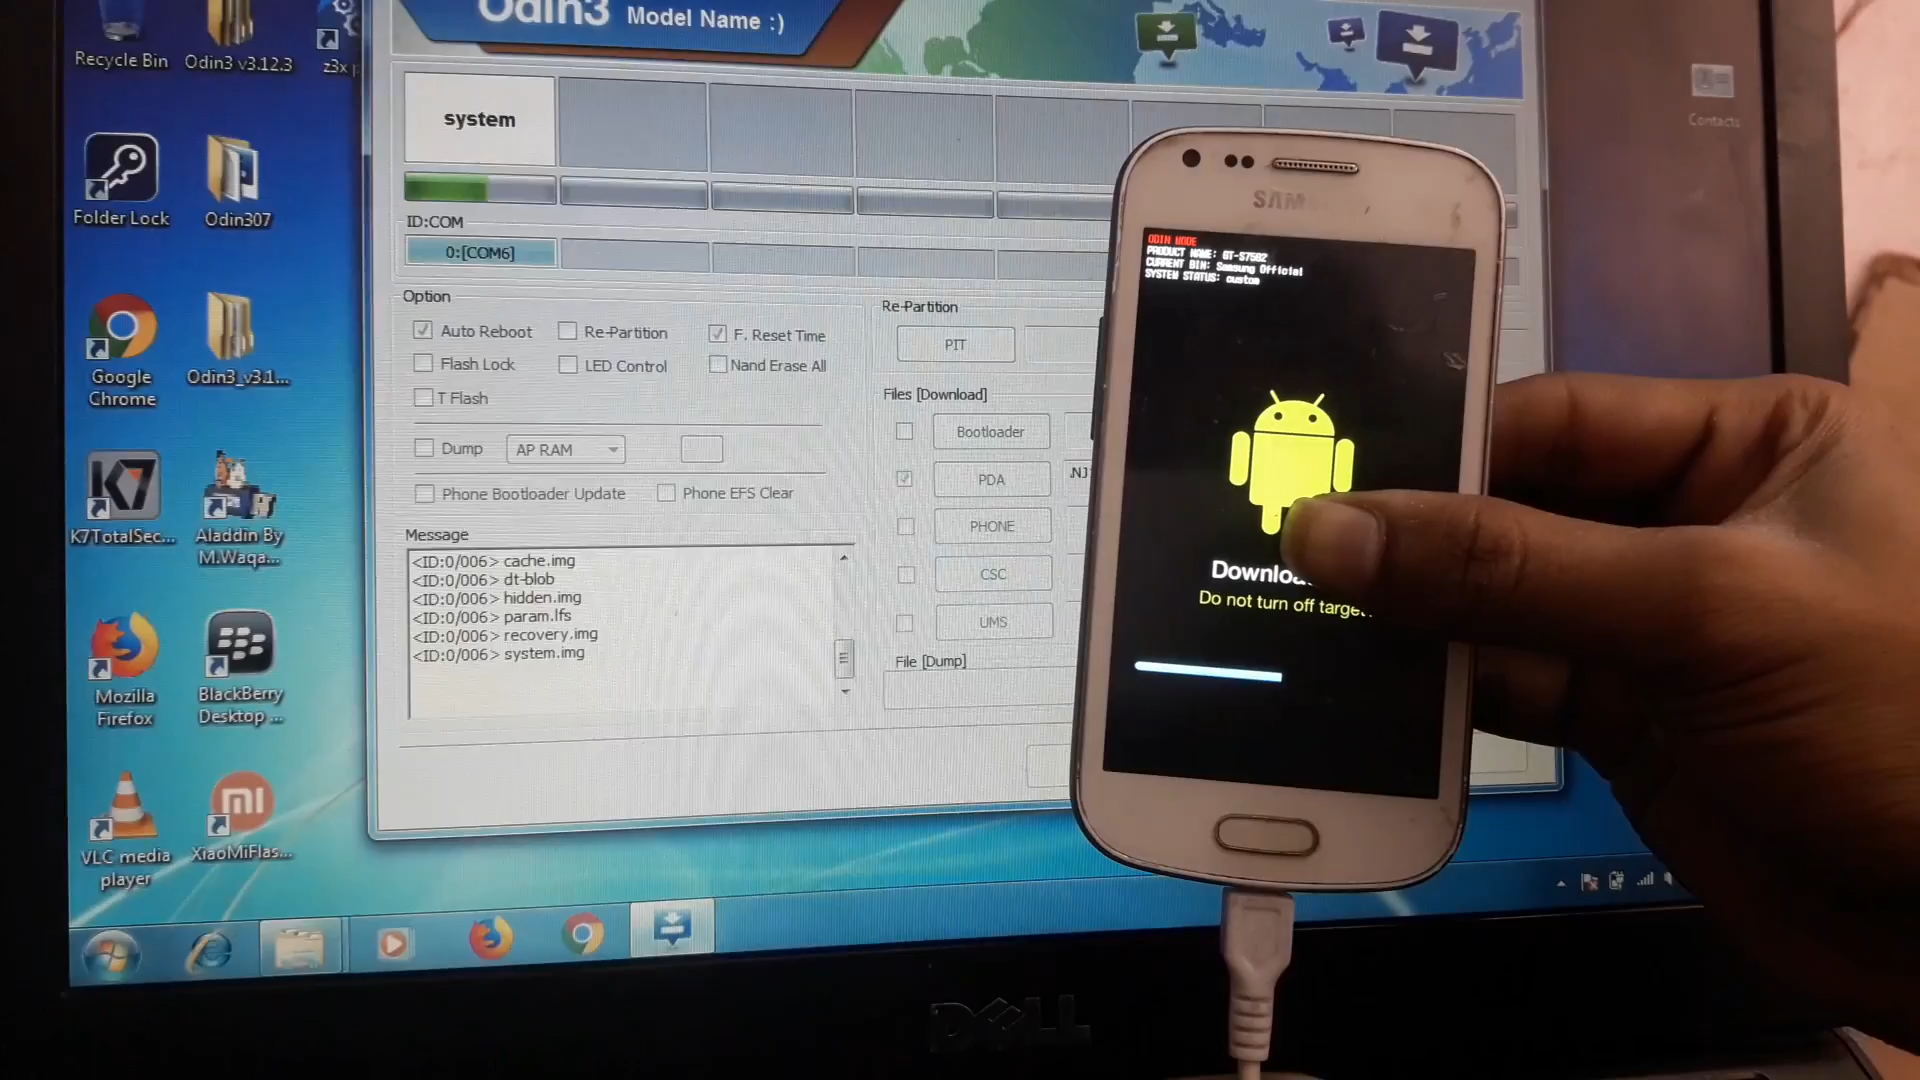 Odin3 Model Name :)
Recycle Bin
Odin3 v3.12.3
z3x
Contacts
system
Folder Lock
Odin307
ID:COM
0:[COM6]
Option
Auto Reboot
Re-Partition
F. Reset Time
Flash Lock
LED Control
Nand Erase All
T Flash
Dump
AP RAM
Phone Bootloader Update
Phone EFS Clear
Re-Partition
PIT
Files [Download]
Bootloader
PDA
PHONE
CSC
UMS
File [Dump]
Message
<ID:0/006> cache.img
<ID:0/006> dt-blob
<ID:0/006> hidden.img
<ID:0/006> param.lfs
<ID:0/006> recovery.img
<ID:0/006> system.img
Google
Chrome
Odin3_v3.1...
K7
K7TotalSec...
Aladdin By
M.Waqa...
Mozilla
Firefox
BlackBerry
Desktop ...
VLC media
player
XiaoMiFlas...
ODIN MODE
PRODUCT NAME: GT-S7582
CURRENT BIN: Samsung Official
SYSTEM STATUS: custom
Do not turn off target
DELL